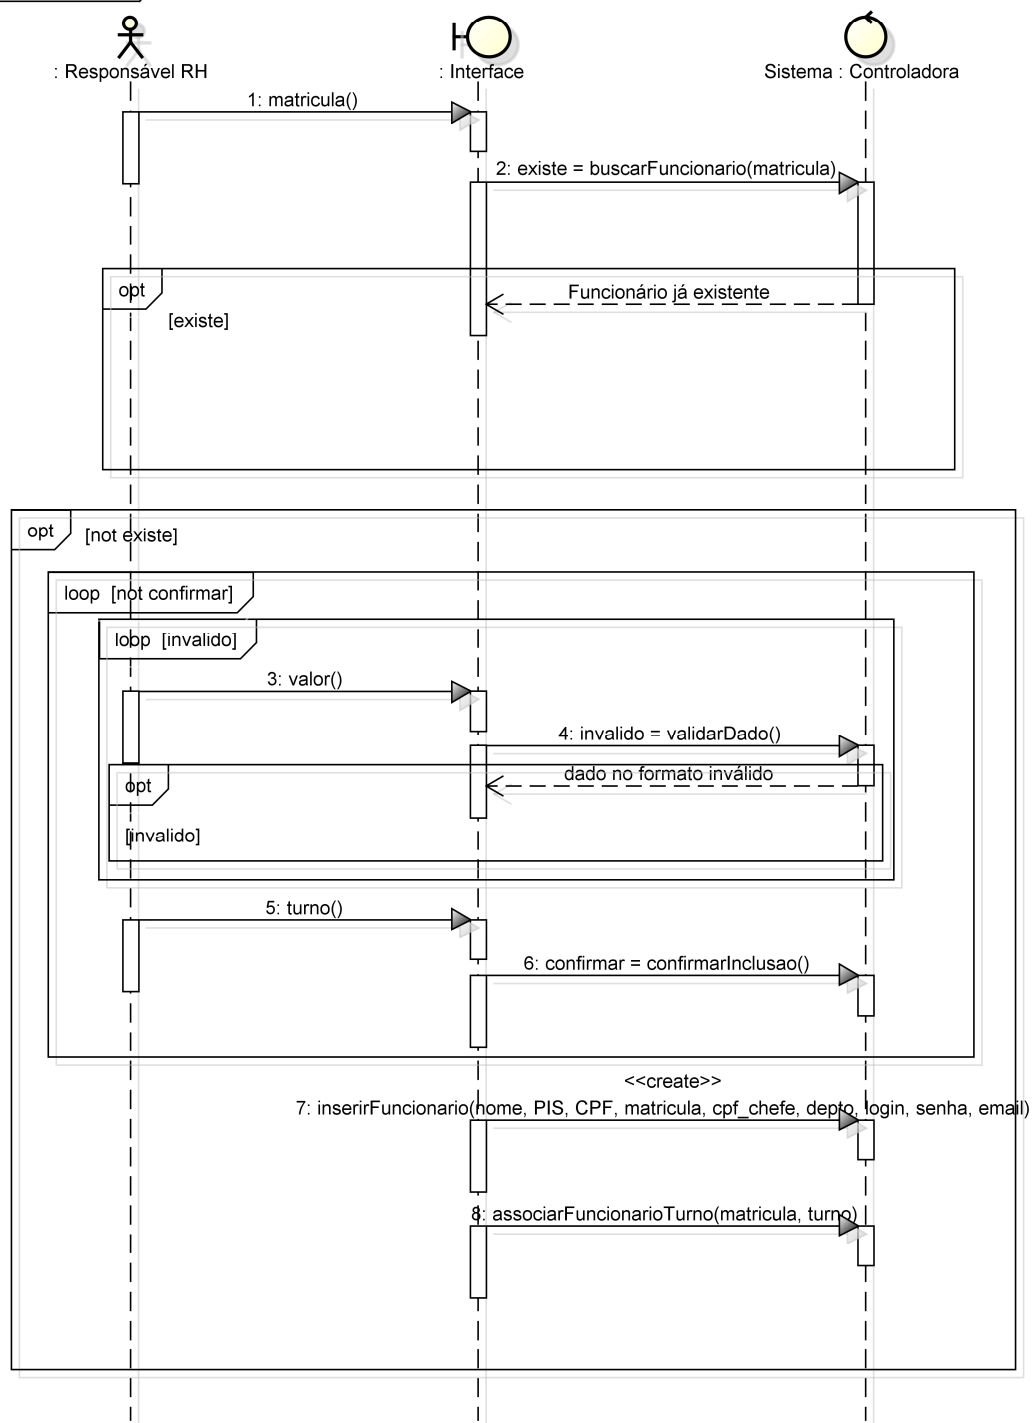 : Responsável RH
: Interface
Sistema : Controladora
1: matricula()
2: existe = buscarFuncionario(matricula)
opt
Funcionário já existente
[existe]
opt
[not existe]
loop [not confirmar]
loop [invalido]
3: valor()
4: invalido = validarDado()
dado no formato inválido
opt
[invalido]
5: turno()
6: confirmar = confirmarInclusao()
<<create>>
7: inserirFuncionario(nome, PIS, CPF, matricula, cpf_chefe, depto, login, senha, email)
8: associarFuncionarioTurno(matricula, turno)